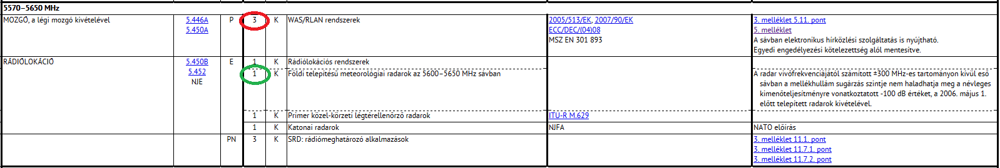 5570–5650 MHz
MOZGÓ, a légi mozgó kivételével 5.446A P 3 K WAS/RLAN rendszerek 2005/513/EK, 2007/90/EK 3. melléklet 5.11. pont
5.450A ECC/DEC/(04)08 5. melléklet
MSZ EN 301 893 A sávban elektronikus hírközlési szolgáltatás is nyújtható.
Egyedi engedélyezési kötelezettség alól mentesítve.
RÁDIÓLOKÁCIÓ 5.450B E 1 K Rádiólokációs rendszerek
5.452 1 K Földi telepítésű meteorológiai radarok az 5600–5650 MHz sávban A radar vivőfrekvenciájától számított ±300 MHz-es tartományon kívül eső
NJE sávban a mellékhullám sugárzás szintje nem haladhatja meg a névleges
kimenőteljesítményre vonatkoztatott -100 dB értéket, a 2006. május 1.
előtt telepített radarok kivételével.
1 K Primer közel-körzeti légtérellenőrző radarok ITU-R M.629
1 K Katonai radarok NJFA NATO előírás
PN 3 K SRD: rádiómeghatározó alkalmazások 3. melléklet 11.1. pont
3. melléklet 11.7.1. pont
3. melléklet 11.7.2. pont